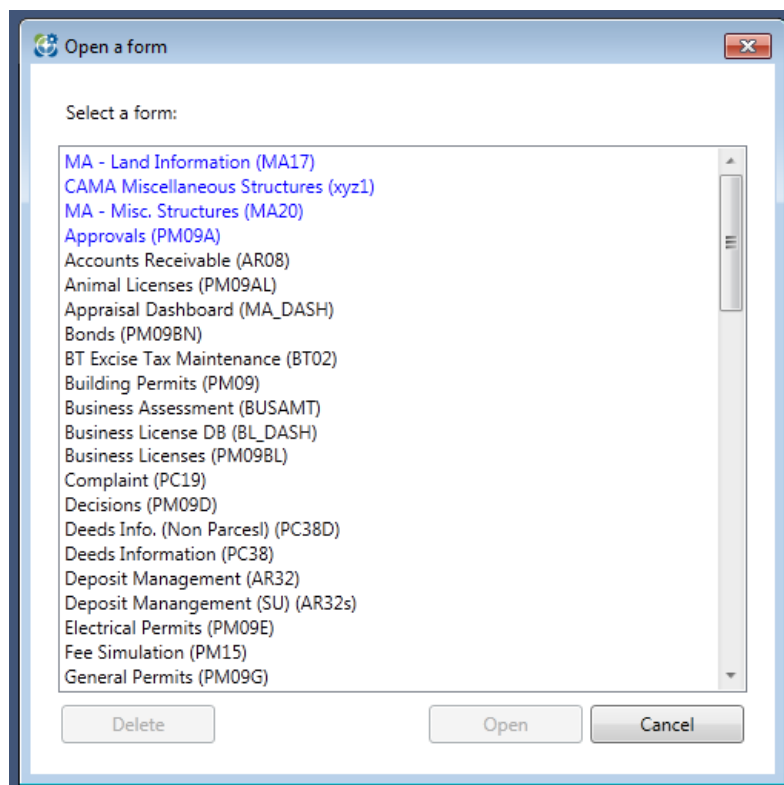 Open a form
Select a form:
MA - Land Information (MA17)
CAMA Miscellaneous Structures (xyz1)
MA - Misc. Structures (MA20)
Approvals (PM09A)
Accounts Receivable (AR08)
Animal Licenses (PM09AL)
Appraisal Dashboard (MA_DASH)
Bonds (PM09BN)
BT Excise Tax Maintenance (BT02)
Building Permits (PM09)
Business Assessment (BUSAMT)
Business License DB (BL_DASH)
Business Licenses (PM09BL)
Complaint (PC19)
Decisions (PM09D)
Deeds Info. (Non Parcesl) (PC38D)
Deeds Information (PC38)
Deposit Management (AR32)
Deposit Manangement (SU) (AR32s)
Electrical Permits (PM09E)
Fee Simulation (PM15)
General Permits (PM09G)
Delete Open Cancel